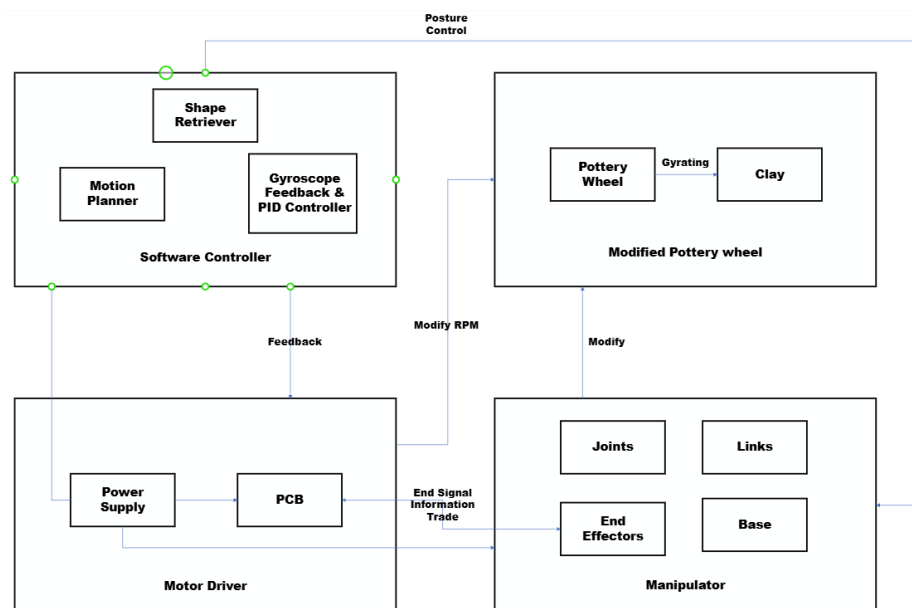 Posture
Control
Shape
Retriever
Motion
Planner
Gyroscope
Feedback &
PID Controller
Software Controller
Pottery
Wheel
Gyrating
Clay
Modified Pottery wheel
Feedback
Modify RPM
Modify
Power
Supply
PCB
End Signal
Information
Trade
Motor Driver
Joints
Links
End
Effectors
Base
Manipulator